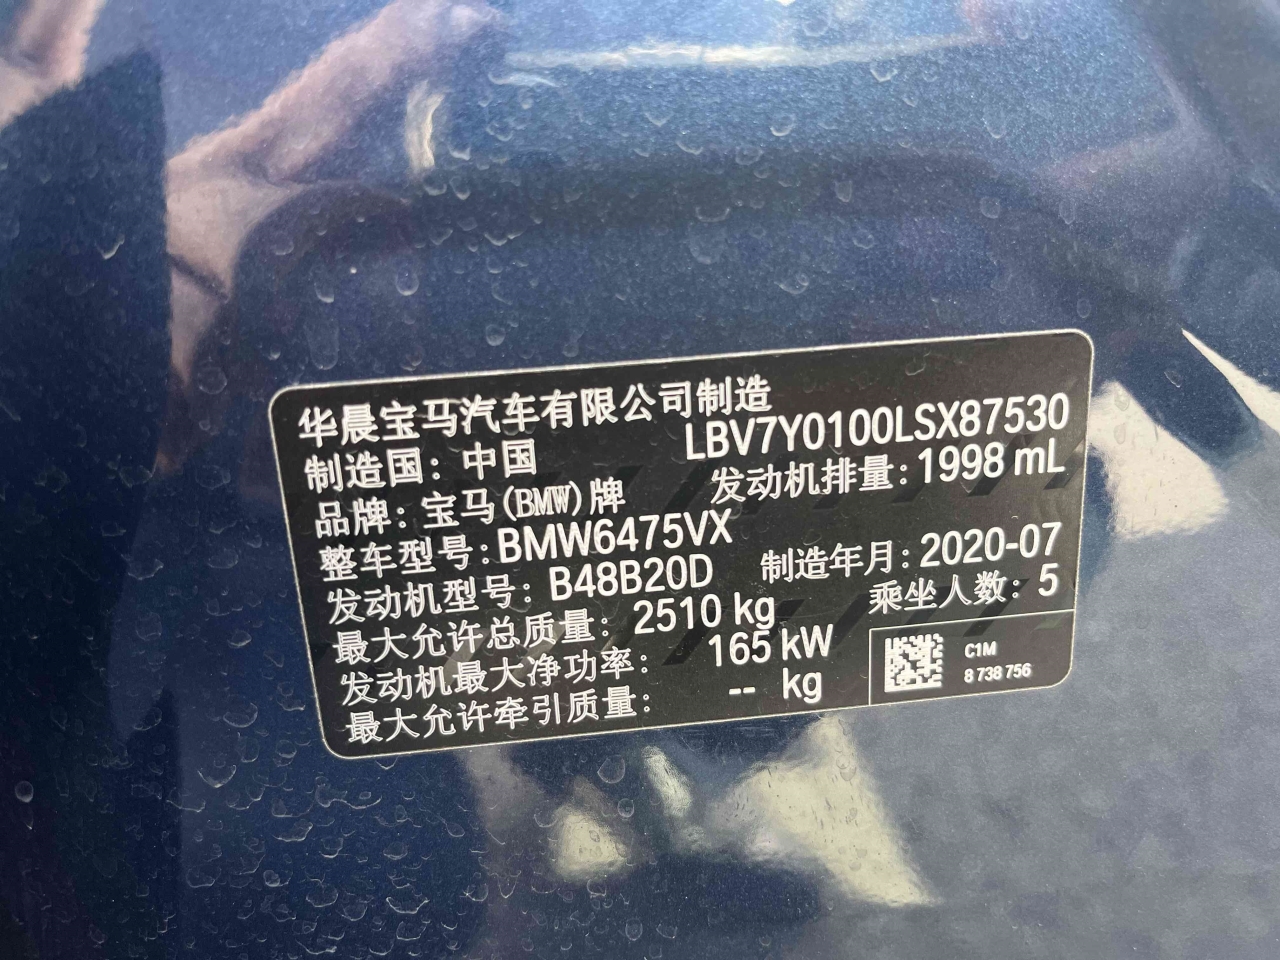 华晨宝马汽车有限公司制造
制造国：中国 LBV7Y0100LSX87530
品牌：宝马(BMW)牌 发动机排量：1998 mL
整车型号：BMW6475VX
发动机型号：B48B20D 制造年月：2020-07
最大允许总质量：2510 kg 乘坐人数：5
发动机最大净功率：165 kW
最大允许牵引质量：-- kg
C1M
8 738 756